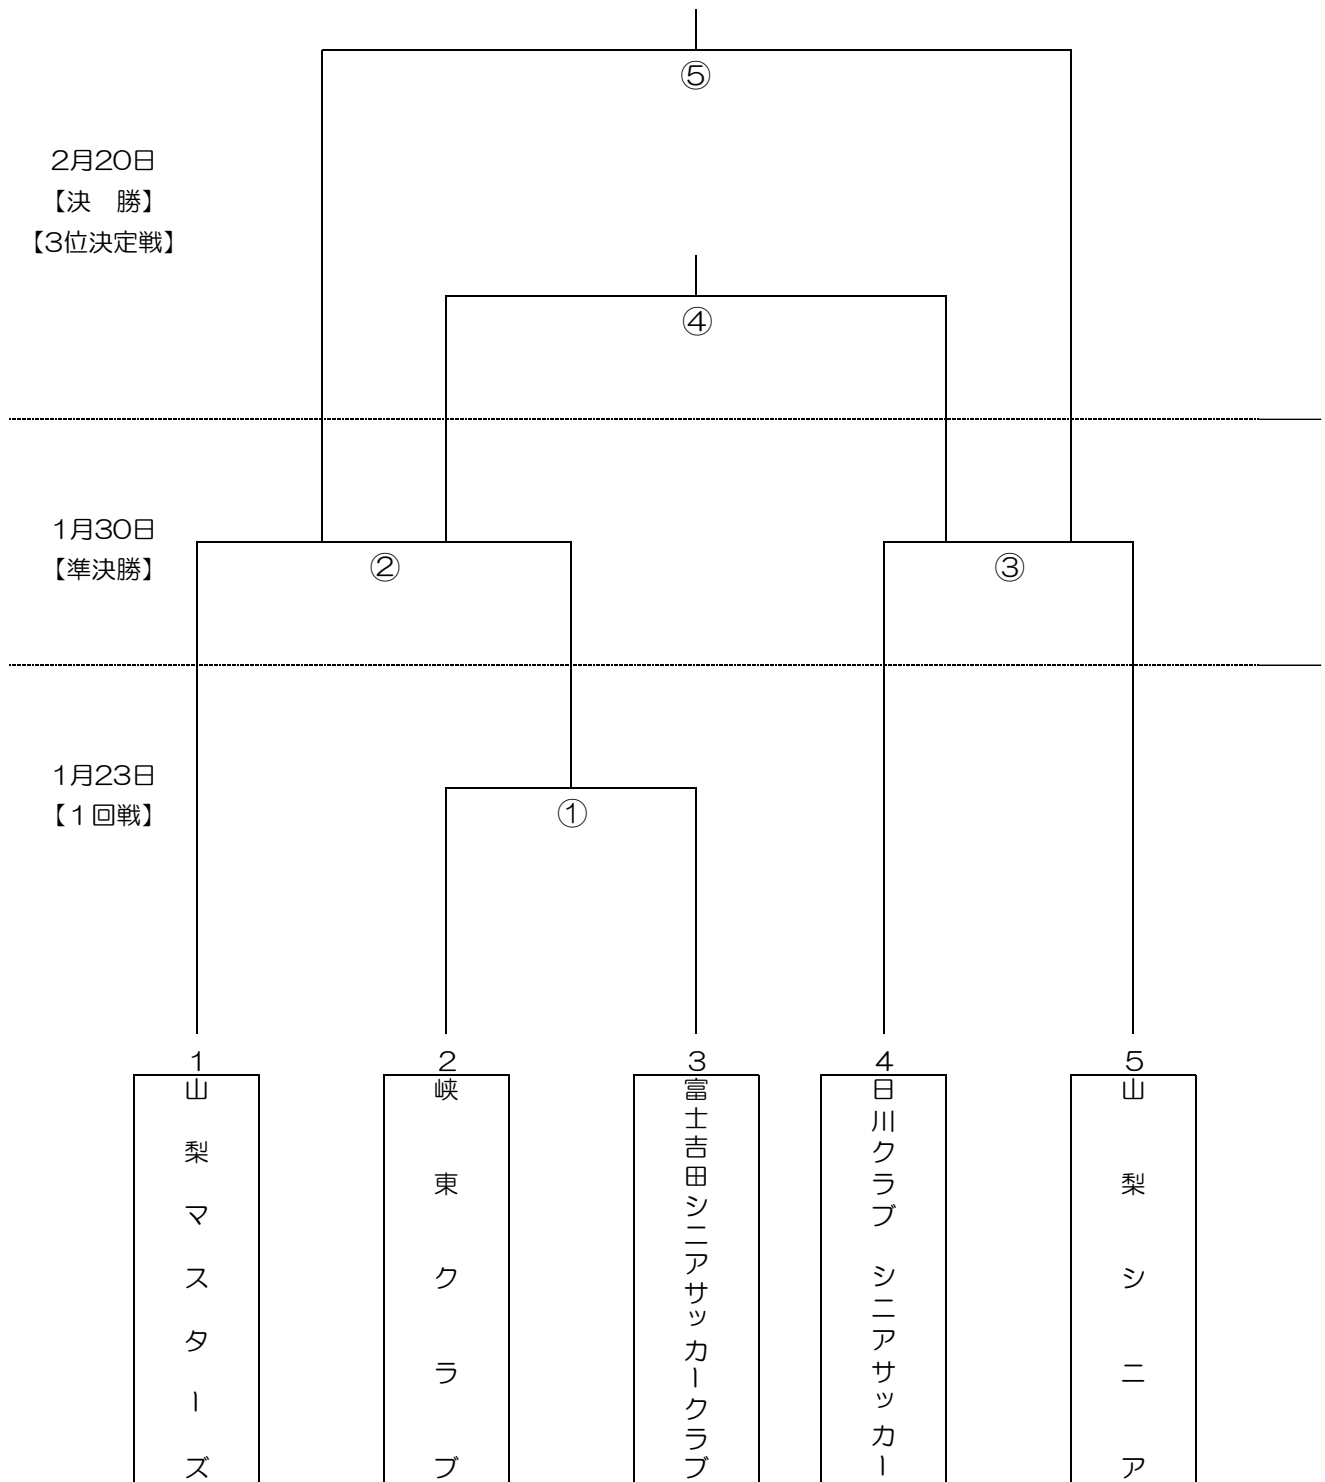 ⑤
2月20日
【決　勝】
【3位決定戦】
④
1月30日
【準決勝】
②
③
1月23日
【１回戦】
①
1
2
3
4
5
山梨マスターズ
峡東クラブ
富士吉田シニアサッカークラブ
日川クラブ　シニアサッカー
山梨シニア